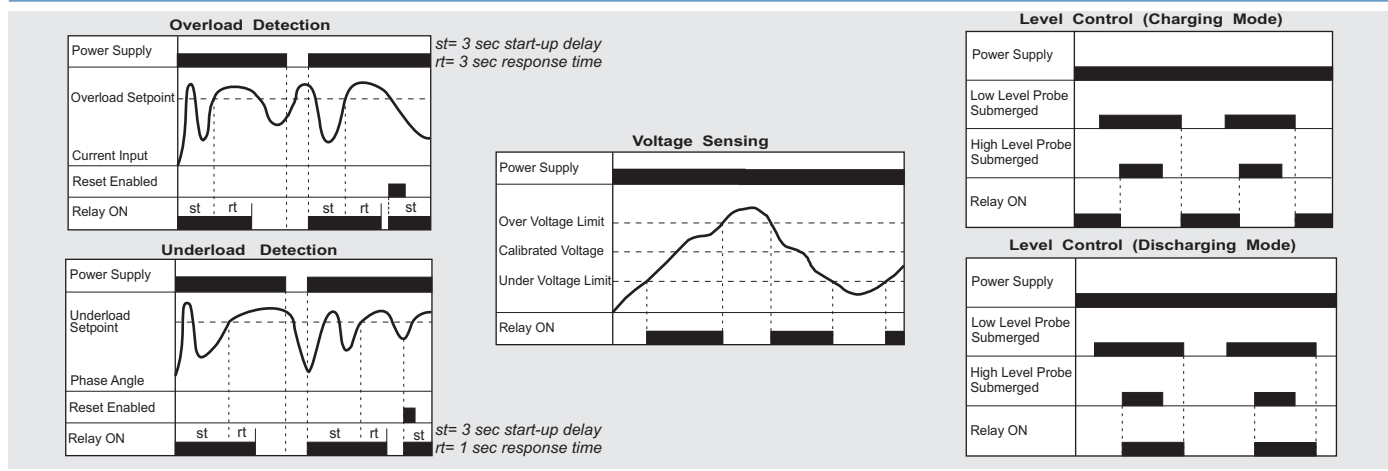 Overload Detection
Power Supply
Overload Setpoint
Current Input
Reset Enabled
Relay ON
st rt st rt st
st= 3 sec start-up delay
rt= 3 sec response time
Underload Detection
Power Supply
Underload
Setpoint
Phase Angle
Reset Enabled
Relay ON
st rt st rt st
st= 3 sec start-up delay
rt= 1 sec response time
Voltage Sensing
Power Supply
Over Voltage Limit
Calibrated Voltage
Under Voltage Limit
Relay ON
Level Control (Charging Mode)
Power Supply
Low Level Probe
Submerged
High Level Probe
Submerged
Relay ON
Level Control (Discharging Mode)
Power Supply
Low Level Probe
Submerged
High Level Probe
Submerged
Relay ON